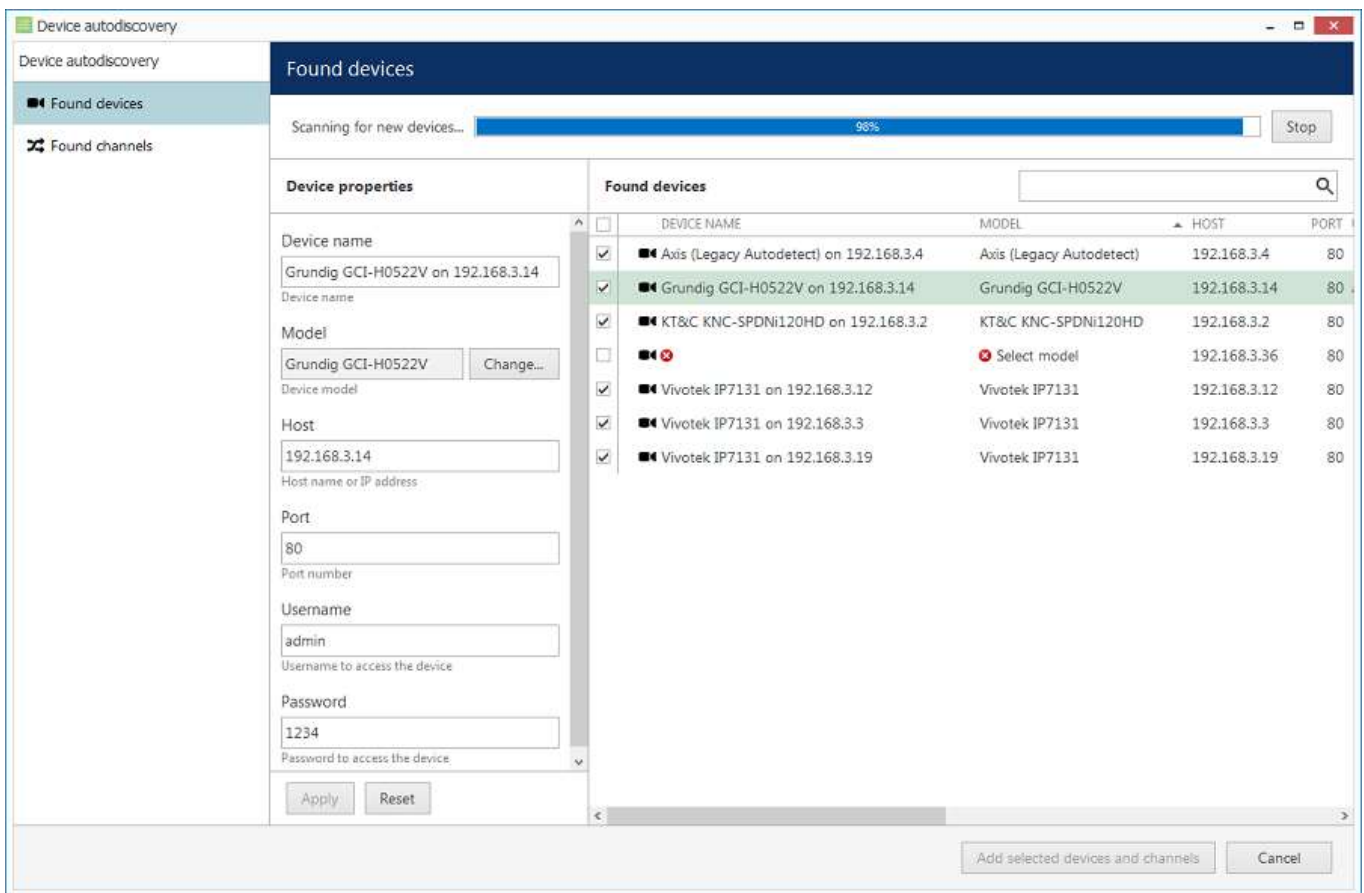 Device autodiscovery
Device autodiscovery
Found devices
Found channels
Found devices
Scanning for new devices... 98% Stop
Device properties
Device name
Grundig GCI-H0522V on 192.168.3.14
Device name
Model
Grundig GCI-H0522V Change...
Device model
Host
192.168.3.14
Host name or IP address
Port
80
Port number
Username
admin
Username to access the device
Password
1234
Password to access the device
Apply Reset
Found devices
DEVICE NAME MODEL HOST PORT
Axis (Legacy Autodetect) on 192.168.3.4 Axis (Legacy Autodetect) 192.168.3.4 80
Grundig GCI-H0522V on 192.168.3.14 Grundig GCI-H0522V 192.168.3.14 80
KT&C KNC-SPDNi120HD on 192.168.3.2 KT&C KNC-SPDNi120HD 192.168.3.2 80
Select model 192.168.3.36 80
Vivotek IP7131 on 192.168.3.12 Vivotek IP7131 192.168.3.12 80
Vivotek IP7131 on 192.168.3.3 Vivotek IP7131 192.168.3.3 80
Vivotek IP7131 on 192.168.3.19 Vivotek IP7131 192.168.3.19 80
Add selected devices and channels Cancel